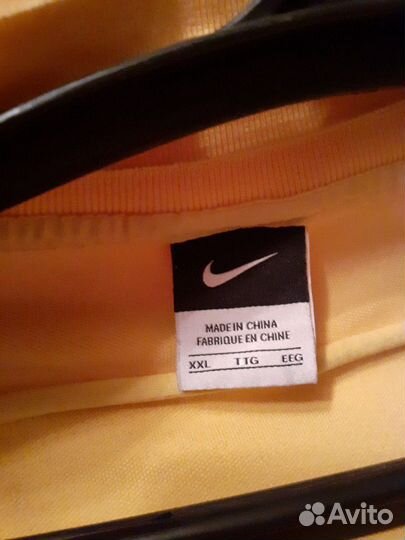 MADE IN CHINA
FABRIQUE EN CHINE
XXL TTG EEG
Avito